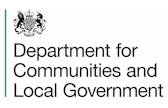 Department for
Communities and
Local Government